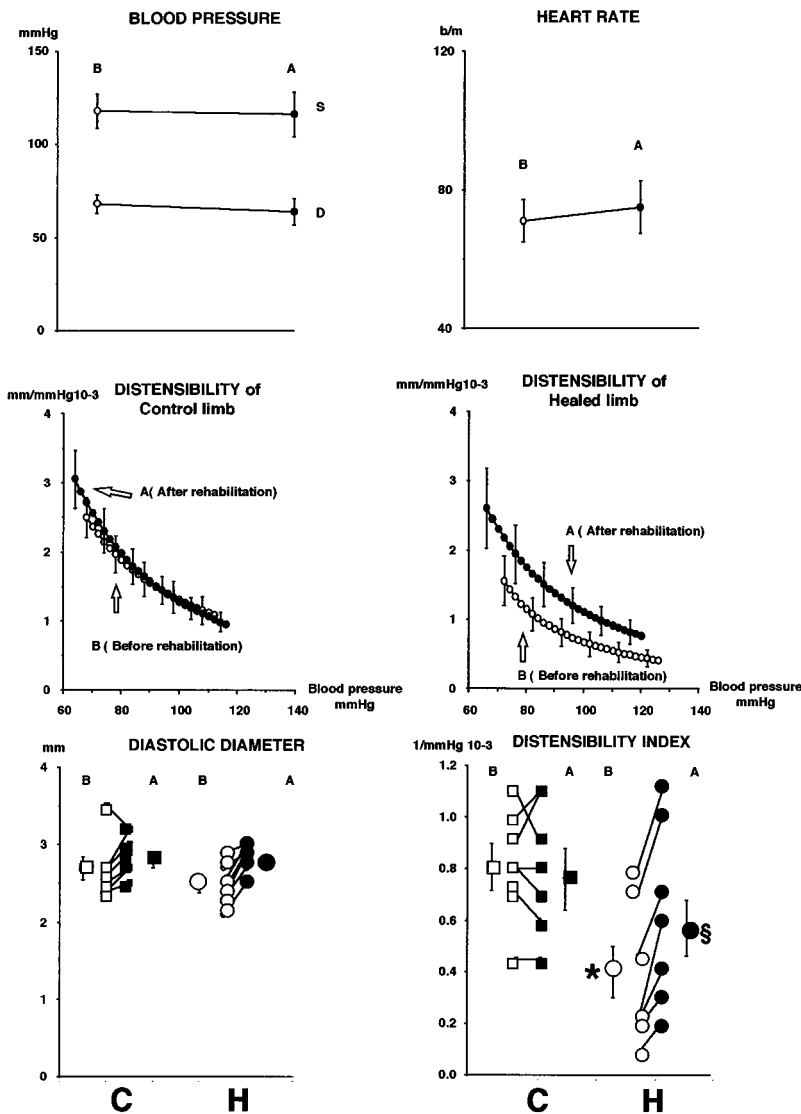 BLOOD PRESSURE
mmHg
150
100
50
0
B
A
S
D
HEART RATE
b/m
120
80
40
B
A
mm/mmHg10-3
DISTENSIBILITY of
Control limb
4
3
2
1
0
A( After rehabilitation)
B ( Before rehabilitation)
60
80
100
120
140
Blood pressure
mmHg
mm/mmHg10-3
DISTENSIBILITY of
Healed limb
4
3
2
1
0
A (After rehabilitation)
B ( Before rehabilitation)
60
80
100
120
140
Blood pressure
mmHg
mm
DIASTOLIC DIAMETER
4
3
2
1
0
B
A
B
A
C
H
1/mmHg 10-3
DISTENSIBILITY INDEX
1.2
1.0
0.8
0.6
0.4
0.2
0.0
B
A
B
A
*
§
§
C
H